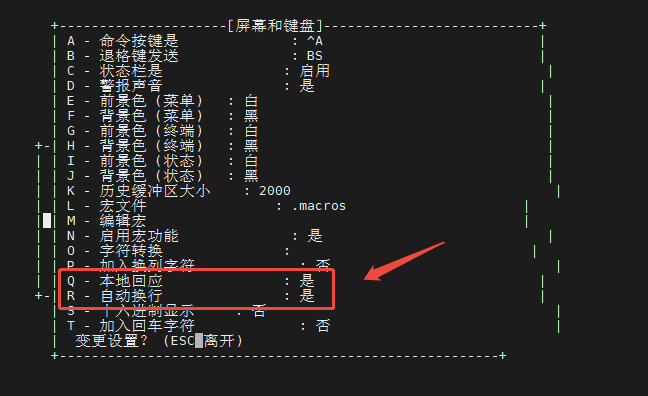 [屏幕和键盘]
A - 命令按键是 : ^A
B - 退格键发送 : BS
C - 状态栏是 : 启用
D - 警报声音 : 是
E - 前景色 (菜单) : 白
F - 背景色 (菜单) : 黑
G - 前景色 (终端) : 白
H - 背景色 (终端) : 黑
I - 前景色 (状态) : 白
J - 背景色 (状态) : 黑
K - 历史缓冲区大小 : 2000
L - 宏文件 : .macros
M - 编辑宏
N - 启用宏功能 : 是
O - 字符转换 :
P - 加入换列字符 : 否
Q - 本地回应 : 是
R - 自动换行 : 是
S - 十六进制显示 : 否
T - 加入回车字符 : 否
变更设置? (ESC 离开)